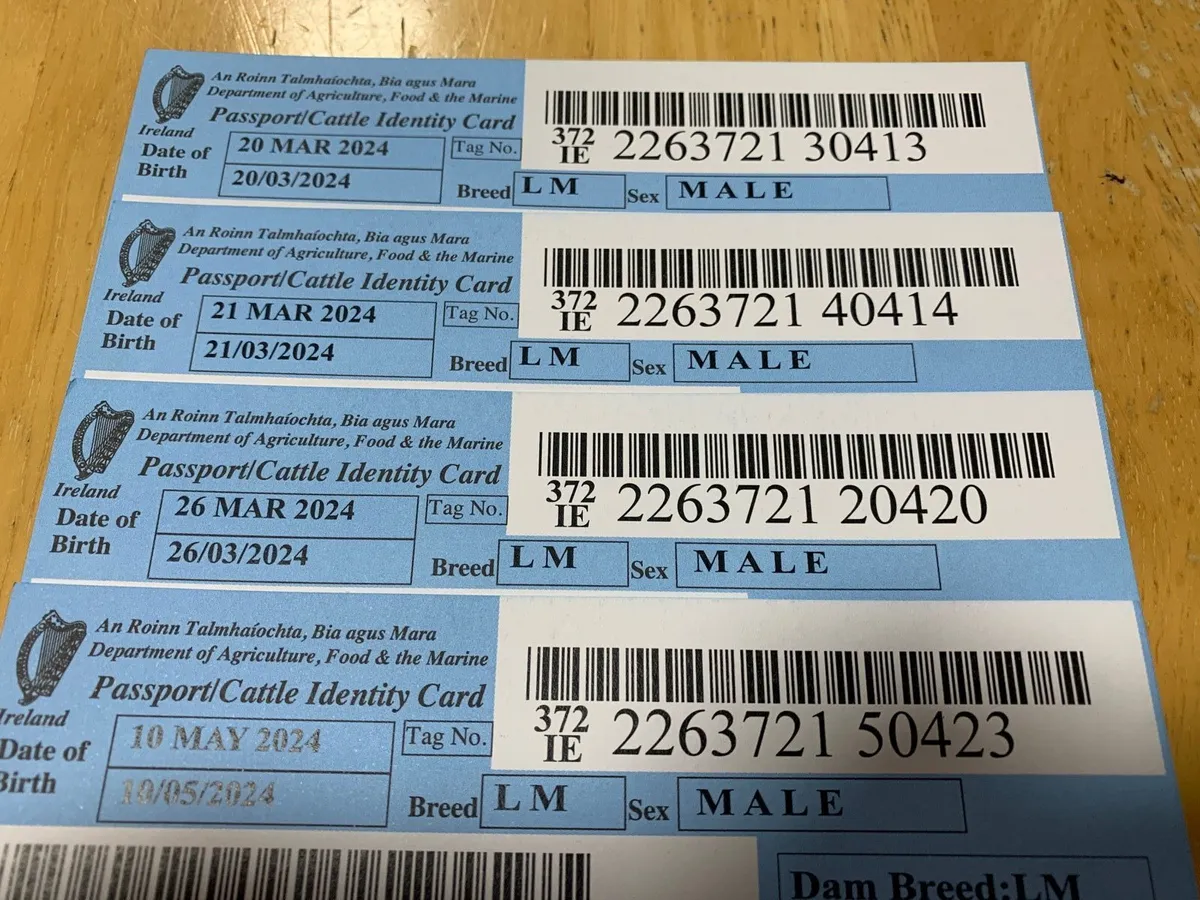 An Roinn Talmhaíochta, Bia agus Mara
Department of Agriculture, Food & the Marine
Passport/Cattle Identity Card
Ireland
Date of Birth
20 MAR 2024
20/03/2024
Tag No.
372 IE 2263721 30413
Breed LM
Sex MALE
An Roinn Talmhaíochta, Bia agus Mara
Department of Agriculture, Food & the Marine
Passport/Cattle Identity Card
Ireland
Date of Birth
21 MAR 2024
21/03/2024
Tag No.
372 IE 2263721 40414
Breed LM
Sex MALE
An Roinn Talmhaíochta, Bia agus Mara
Department of Agriculture, Food & the Marine
Passport/Cattle Identity Card
Ireland
Date of Birth
26 MAR 2024
26/03/2024
Tag No.
372 IE 2263721 20420
Breed LM
Sex MALE
An Roinn Talmhaíochta, Bia agus Mara
Department of Agriculture, Food & the Marine
Passport/Cattle Identity Card
Ireland
Date of Birth
10 MAY 2024
10/05/2024
Tag No.
372 IE 2263721 50423
Breed LM
Sex MALE
Dam Breed:LM